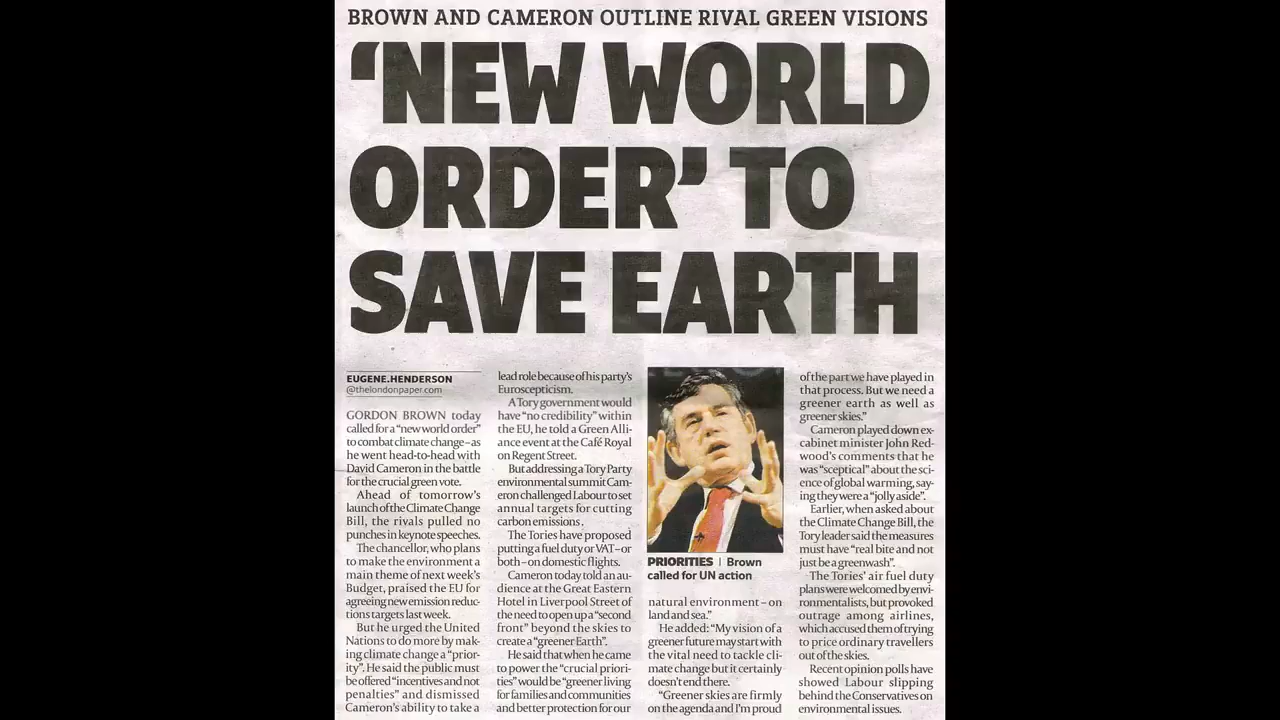 BROWN AND CAMERON OUTLINE RIVAL GREEN VISIONS
‘NEW WORLD
ORDER’ TO
SAVE EARTH
EUGENE.HENDERSON
@thelondonpaper.com
GORDON BROWN today
called for a “new world order”
to combat climate change – as
he went head-to-head with
David Cameron in the battle
for the crucial green vote.
Ahead of tomorrow’s
launch of the Climate Change
Bill, the rivals pulled no
punches in keynote speeches.
The chancellor, who plans
to make the environment a
main theme of next week’s
Budget, praised the EU for
agreeing new emission reduc-
tions targets last week.
But he urged the United
Nations to do more by mak-
ing climate change a “prior-
ity”. He said the public must
be offered “incentives and not
penalties” and dismissed
Cameron’s ability to take a
lead role because of his party’s
Euroscepticism.
A Tory government would
have “no credibility” within
the EU, he told a Green Alli-
ance event at the Café Royal
on Regent Street.
But addressing a Tory Party
environmental summit Cam-
eron challenged Labour to set
annual targets for cutting
carbon emissions.
The Tories have proposed
putting a fuel duty or VAT – or
both – on domestic flights.
Cameron today told an au-
dience at the Great Eastern
Hotel in Liverpool Street of
the need to open up a “second
front” beyond the skies to
create a “greener Earth”.
He said that when he came
to power the “crucial priori-
ties” would be “greener living
for families and communities
and better protection for our
PRIORITIES | Brown
called for UN action
natural environment – on
land and sea.”
He added: “My vision of a
greener future may start with
the vital need to tackle cli-
mate change but it certainly
doesn’t end there.
“Greener skies are firmly
on the agenda and I’m proud
of the part we have played in
that process. But we need a
greener earth as well as
greener skies.”
Cameron played down ex-
cabinet minister John Red-
wood’s comments that he
was “sceptical” about the sci-
ence of global warming, say-
ing they were a “jolly aside”.
Earlier, when asked about
the Climate Change Bill, the
Tory leader said the measures
must have “real bite and not
just be a greenwash”.
The Tories’ air fuel duty
plans were welcomed by envi-
ronmentalists, but provoked
outrage among airlines,
which accused them of trying
to price ordinary travellers
out of the skies.
Recent opinion polls have
showed Labour slipping
behind the Conservatives on
environmental issues.